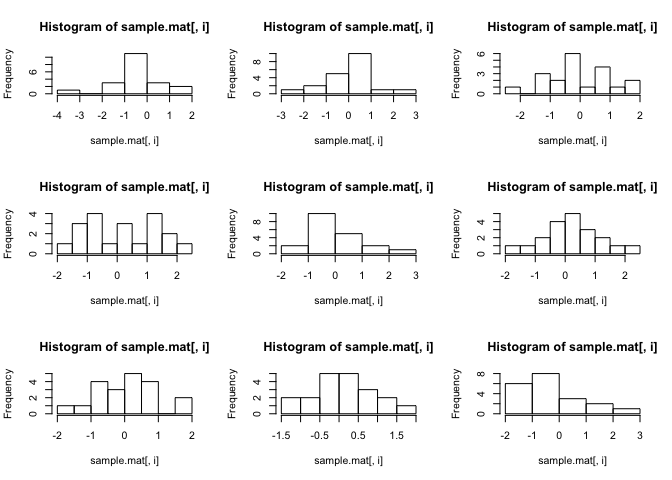 Histogram of sample.mat[, i]
Frequency
6
0
-4 -3 -2 -1 0 1 2
sample.mat[, i]
Histogram of sample.mat[, i]
Frequency
8
4
0
-3 -2 -1 0 1 2 3
sample.mat[, i]
Histogram of sample.mat[, i]
Frequency
6
3
0
-2 -1 0 1 2
sample.mat[, i]
Histogram of sample.mat[, i]
Frequency
4
2
0
-2 -1 0 1 2
sample.mat[, i]
Histogram of sample.mat[, i]
Frequency
8
4
0
-2 -1 0 1 2 3
sample.mat[, i]
Histogram of sample.mat[, i]
Frequency
4
2
0
-2 -1 0 1 2
sample.mat[, i]
Histogram of sample.mat[, i]
Frequency
4
2
0
-2 -1 0 1 2
sample.mat[, i]
Histogram of sample.mat[, i]
Frequency
4
2
0
-1.5 -0.5 0.5 1.5
sample.mat[, i]
Histogram of sample.mat[, i]
Frequency
8
4
0
-2 -1 0 1 2 3
sample.mat[, i]